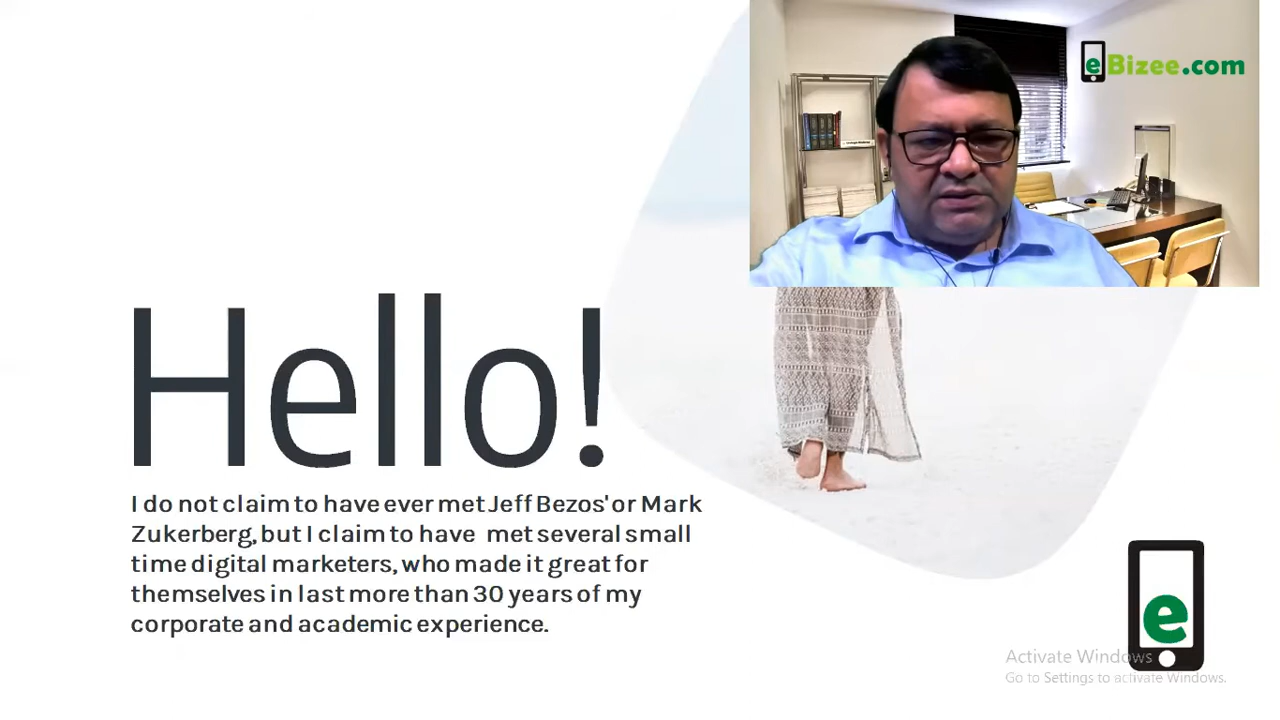 eBizee.com
Hello!
I do not claim to have ever met Jeff Bezos' or Mark
Zukerberg, but I claim to have met several small
time digital marketers, who made it great for
themselves in last more than 30 years of my
corporate and academic experience.
e
Activate Windows
Go to Settings to activate Windows.